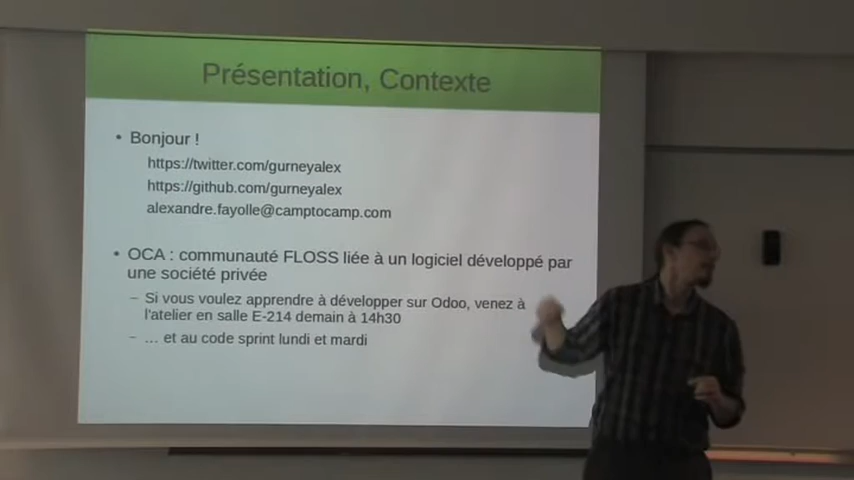 Présentation, Contexte
• Bonjour !
https://twitter.com/gurneyalex
https://github.com/gurneyalex
alexandre.fayolle@camptocamp.com
• OCA : communauté FLOSS liée à un logiciel développé par
une société privée
– Si vous voulez apprendre à développer sur Odoo, venez à
l'atelier en salle E-214 demain à 14h30
– … et au code sprint lundi et mardi